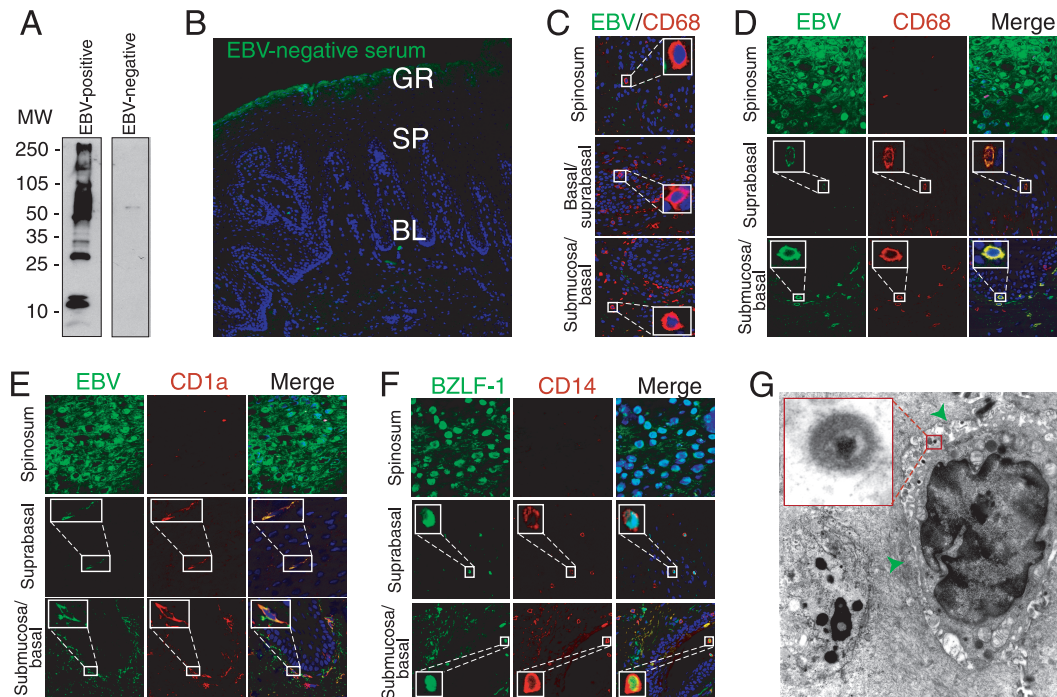 A
MW
EBV-positive
EBV-negative
250
105
50
35
25
10
B
EBV-negative serum
GR
SP
BL
C
EBV/CD68
Spinosum
Basal/
suprabasal
Submucosa/
basal
D
EBV
CD68
Merge
Spinosum
Suprabasal
Submucosa/
basal
E
EBV
CD1a
Merge
Spinosum
Suprabasal
Submucosa/
basal
F
BZLF-1
CD14
Merge
Spinosum
Suprabasal
Submucosa/
basal
G